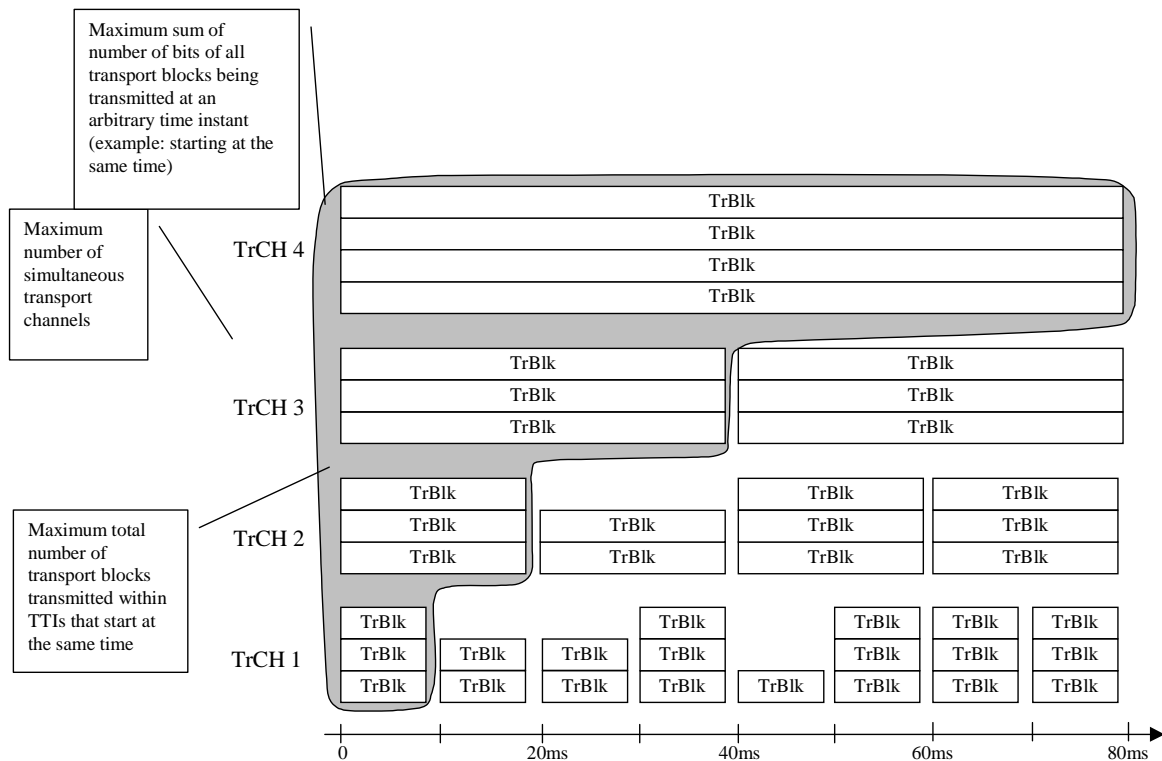 Maximum sum of
number of bits of all
transport blocks being
transmitted at an
arbitrary time instant
(example: starting at the
same time)
Maximum
number of
simultaneous
transport
channels
Maximum total
number of
transport blocks
transmitted within
TTIs that start at
the same time
TrCH 4
TrBlk
TrBlk
TrBlk
TrBlk
TrCH 3
TrBlk TrBlk
TrBlk TrBlk
TrBlk TrBlk
TrCH 2
TrBlk TrBlk TrBlk
TrBlk TrBlk TrBlk TrBlk
TrBlk TrBlk TrBlk TrBlk
TrCH 1
TrBlk TrBlk TrBlk TrBlk TrBlk
TrBlk TrBlk TrBlk TrBlk TrBlk TrBlk TrBlk
TrBlk TrBlk TrBlk TrBlk TrBlk TrBlk TrBlk TrBlk
0 20ms 40ms 60ms 80ms